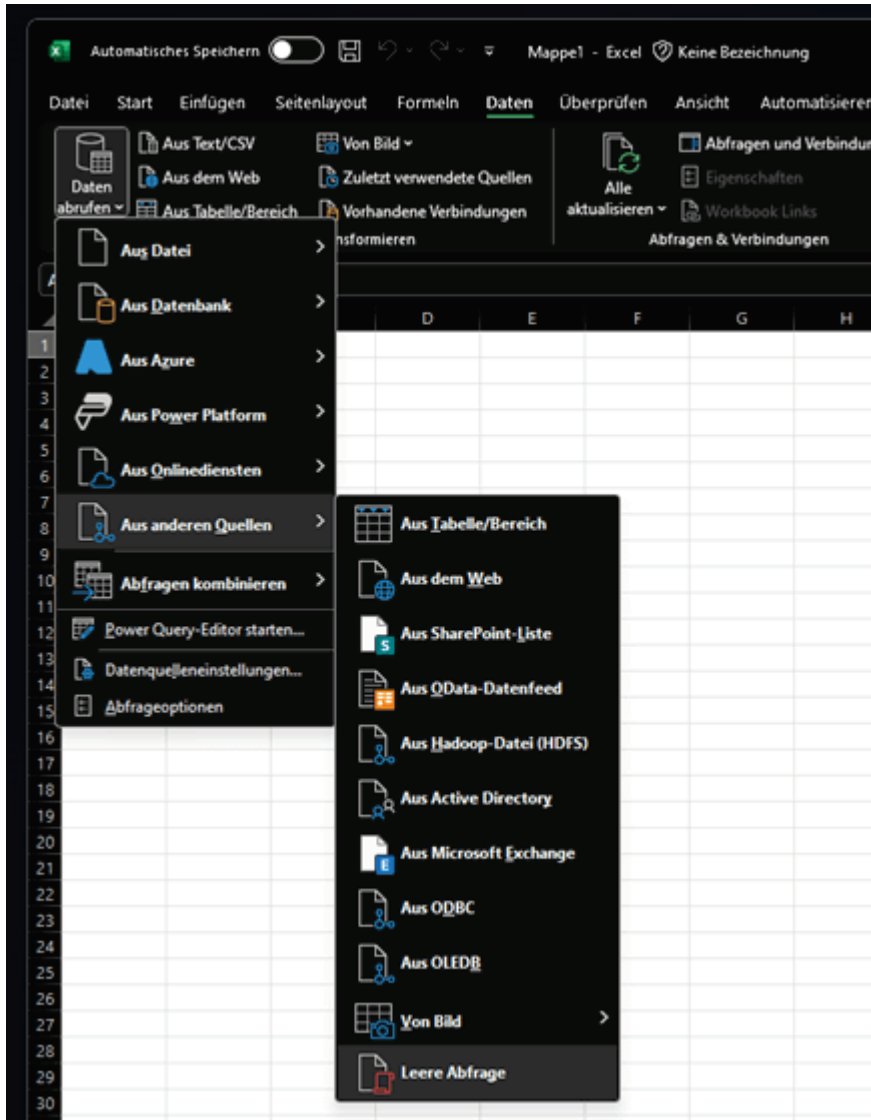 Automatisches Speichern
Mappe1 - Excel Keine Bezeichnung
Datei Start Einfügen Seitenlayout Formeln Daten Überprüfen Ansicht Automatisieren
Daten abrufen
Aus Text/CSV
Aus dem Web
Aus Tabelle/Bereich
Von Bild
Zuletzt verwendete Quellen
Vorhandene Verbindungen
Alle aktualisieren
Abfragen und
Eigenschaften
Workbook Links
Abfragen & Verbindungen
D E F G H
1
2
3
4
5
6
7
8
9
10
11
12
13
14
15
16
17
18
19
20
21
22
23
24
25
26
27
28
29
30
Aus Datei
Aus Datenbank
Aus Azure
Aus Power Platform
Aus Onlinediensten
Aus anderen Quellen
Abfragen kombinieren
Power Query-Editor starten...
Datenquelleneinstellungen...
Abfrageoptionen
Aus Tabelle/Bereich
Aus dem Web
Aus SharePoint-Liste
Aus OData-Datenfeed
Aus Hadoop-Datei (HDFS)
Aus Active Directory
Aus Microsoft Exchange
Aus ODBC
Aus OLEDB
Von Bild
Leere Abfrage